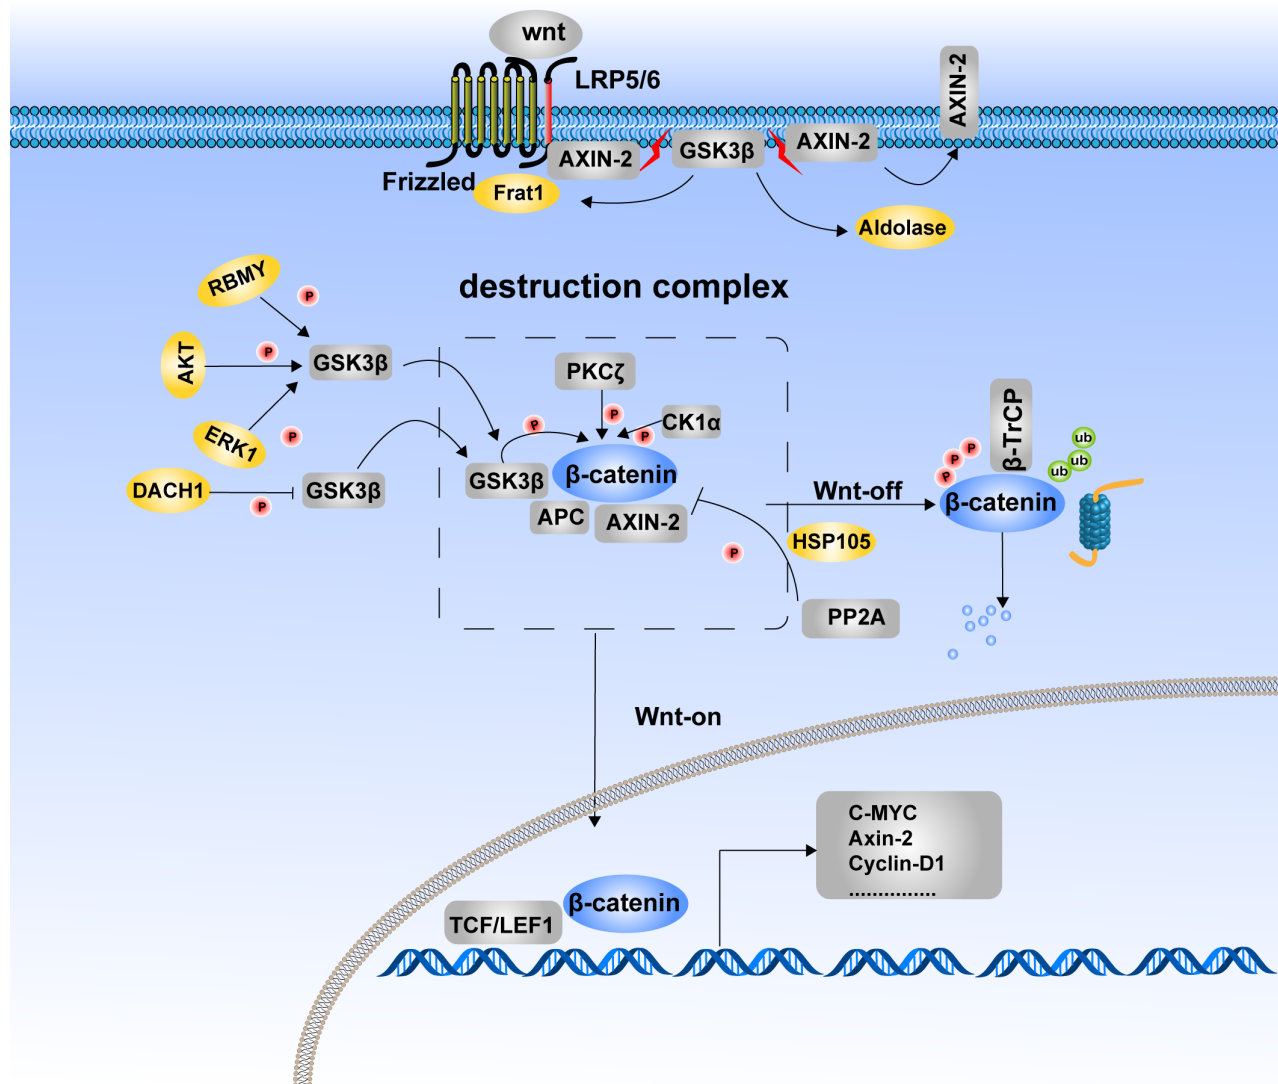 wnt
LRP5/6
AXIN-2
AXIN-2
GSK3β
AXIN-2
Frizzled
Frat1
Aldolase
destruction complex
RBMY
P
AKT
P
GSK3β
ERK1
P
DACH1
P
GSK3β
PKCζ
P
P
P
CK1α
GSK3β
β-catenin
APC
AXIN-2
P
Wnt-off
HSP105
PP2A
β-TrCP
P
P
P
ub
ub
ub
β-catenin
Wnt-on
C-MYC
Axin-2
Cyclin-D1
...............
TCF/LEF1
β-catenin